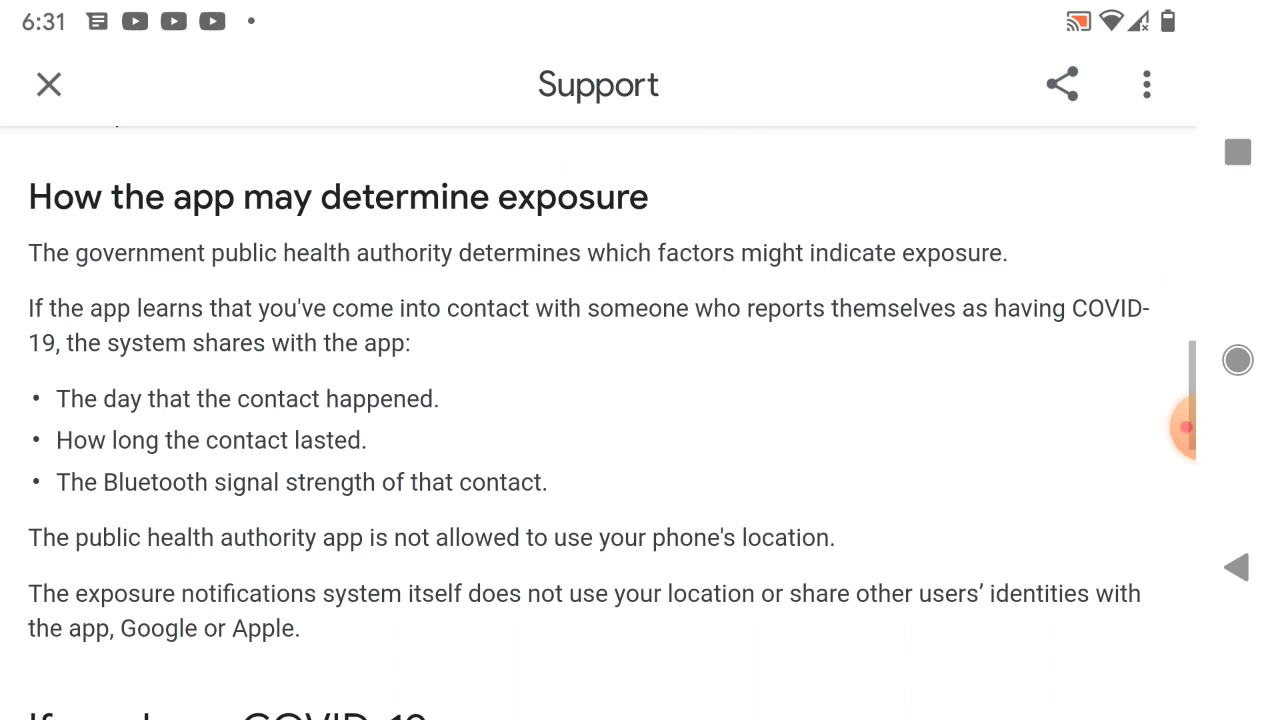 6:31
Support
How the app may determine exposure
The government public health authority determines which factors might indicate exposure.
If the app learns that you've come into contact with someone who reports themselves as having COVID-
19, the system shares with the app:
• The day that the contact happened.
• How long the contact lasted.
• The Bluetooth signal strength of that contact.
The public health authority app is not allowed to use your phone's location.
The exposure notifications system itself does not use your location or share other users’ identities with
the app, Google or Apple.